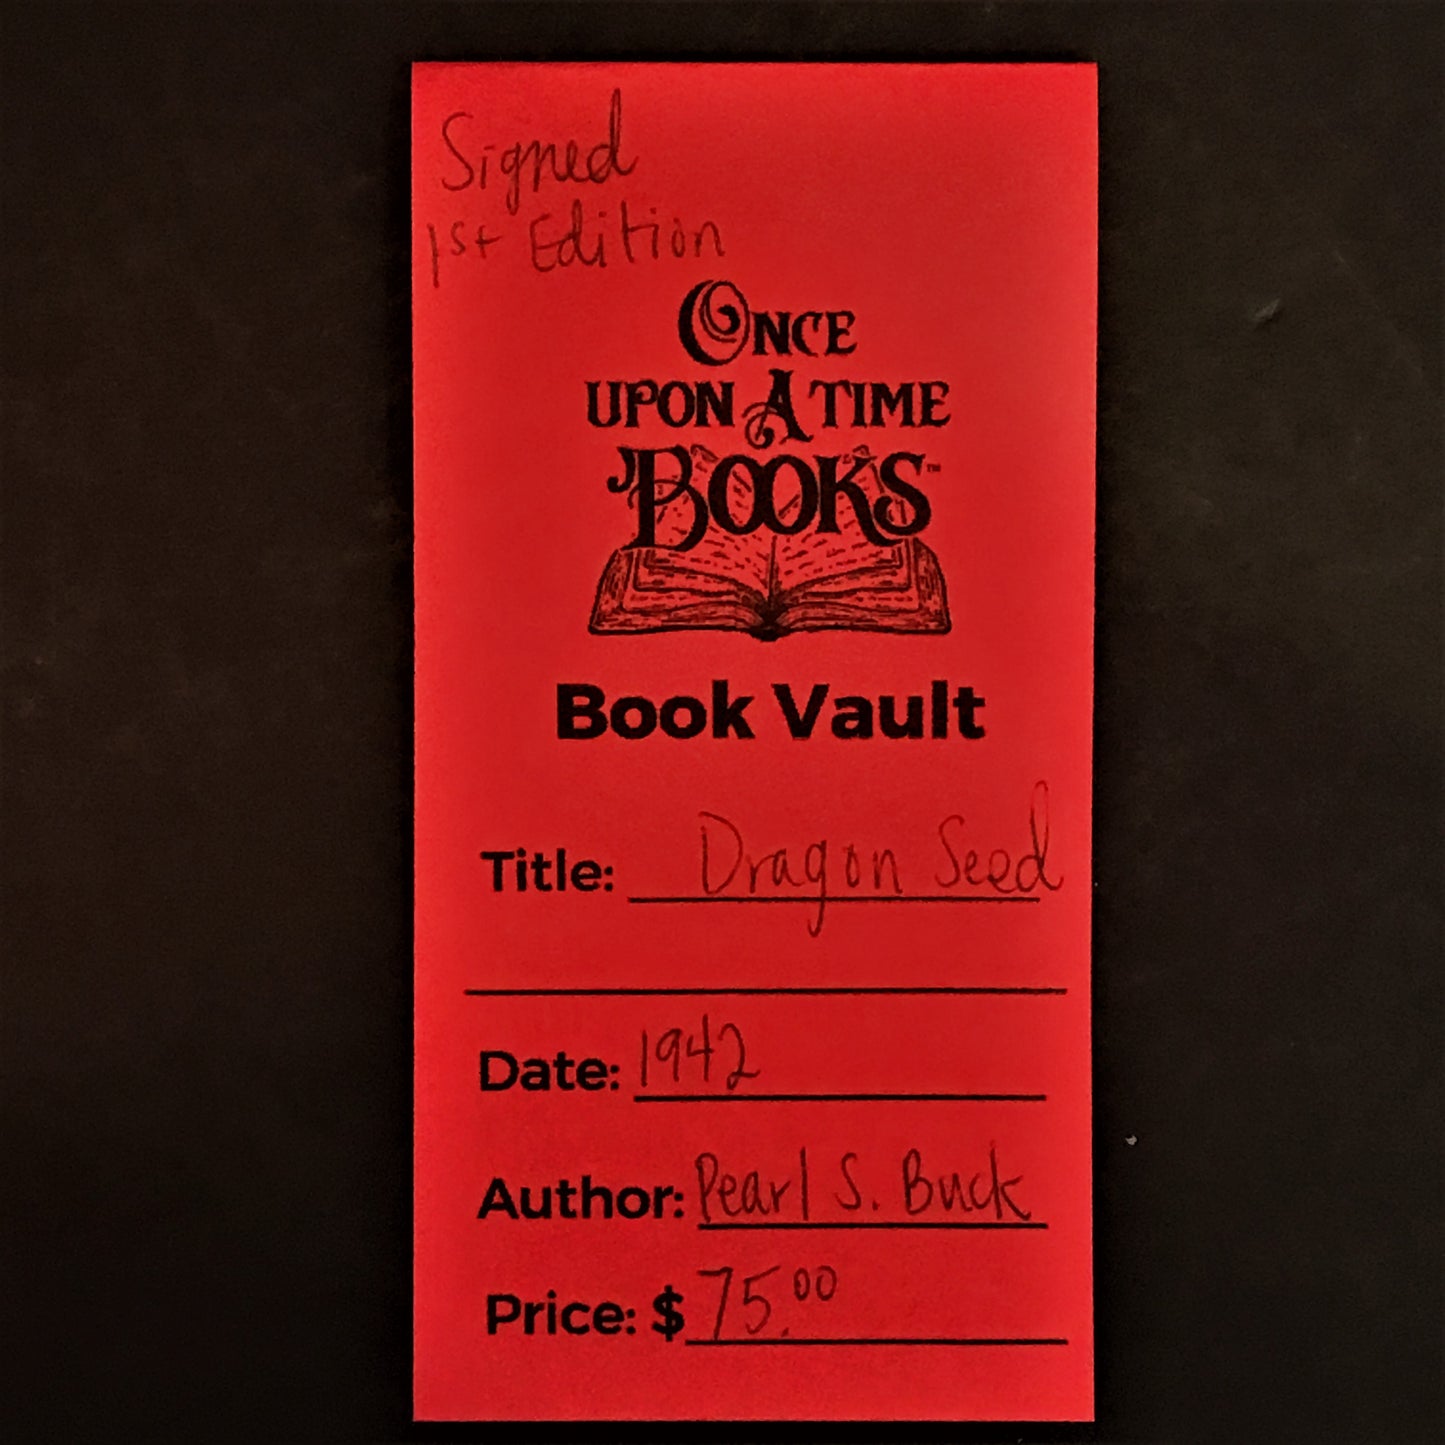 Signed
1st Edition
ONCE
UPON A TIME
BOOKS™
Book Vault
Title: Dragon Seed
Date: 1942
Author: Pearl S. Buck
Price: $ 75.00